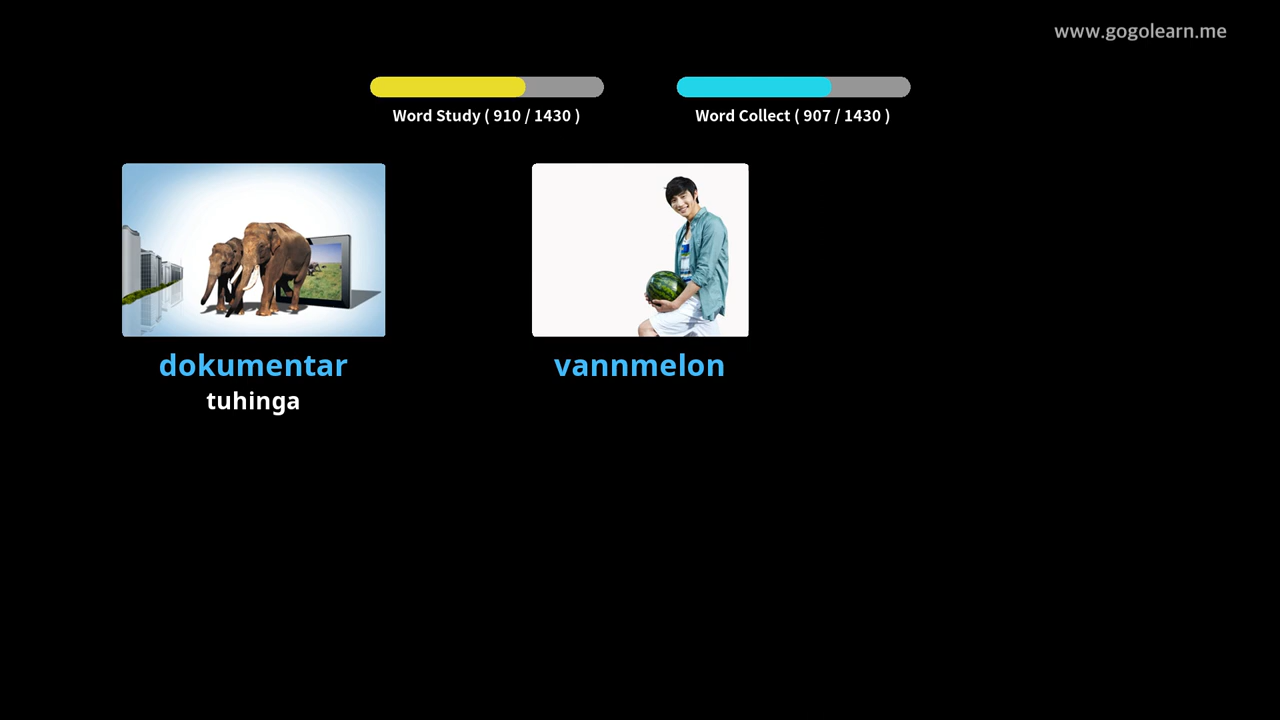 www.gogolearn.me
Word Study ( 910 / 1430 )
Word Collect ( 907 / 1430 )
dokumentar
tuhinga
vannmelon